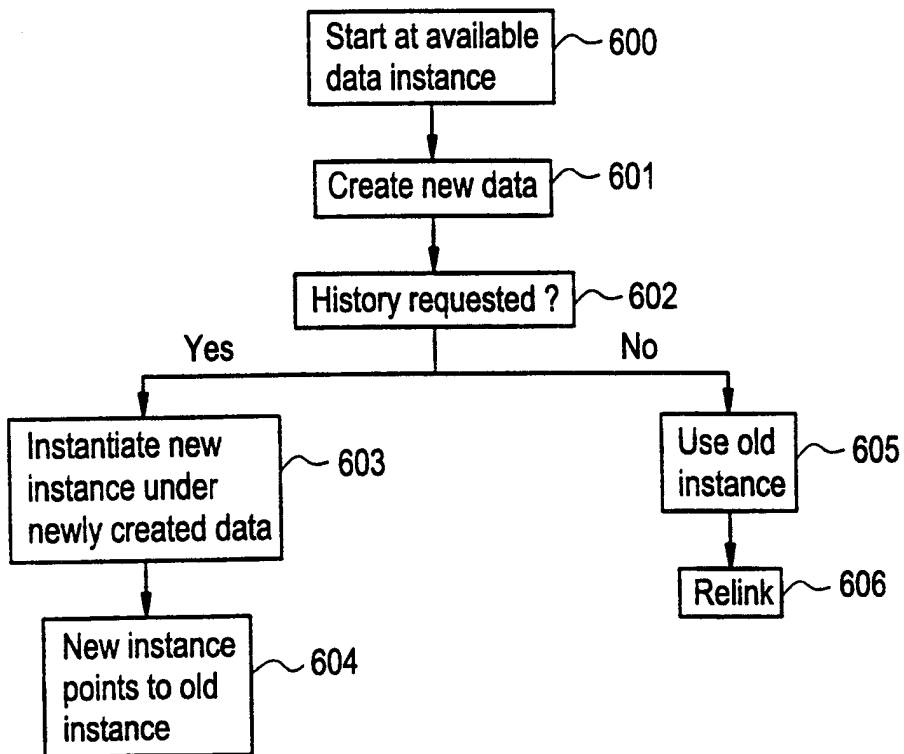 Start at available
data instance
600
Create new data
601
History requested ?
602
Yes
No
Instantiate new
instance under
newly created data
603
Use old
instance
605
New instance
points to old
instance
604
Relink
606